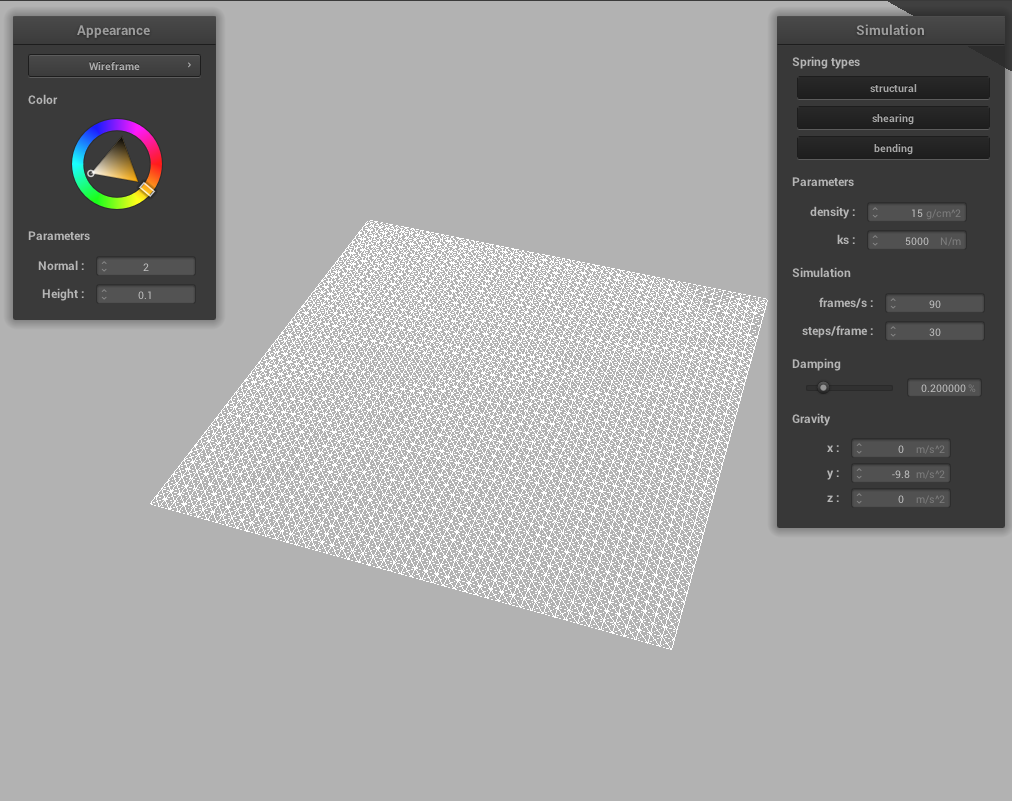 Appearance
Wireframe
Color
Parameters
Normal : 2
Height : 0.1
Simulation
Spring types
structural
shearing
bending
Parameters
density : 15 g/cm^2
ks : 5000 N/m
Simulation
frames/s : 90
steps/frame : 30
Damping
0.200000 %
Gravity
x : 0 m/s^2
y : -9.8 m/s^2
z : 0 m/s^2